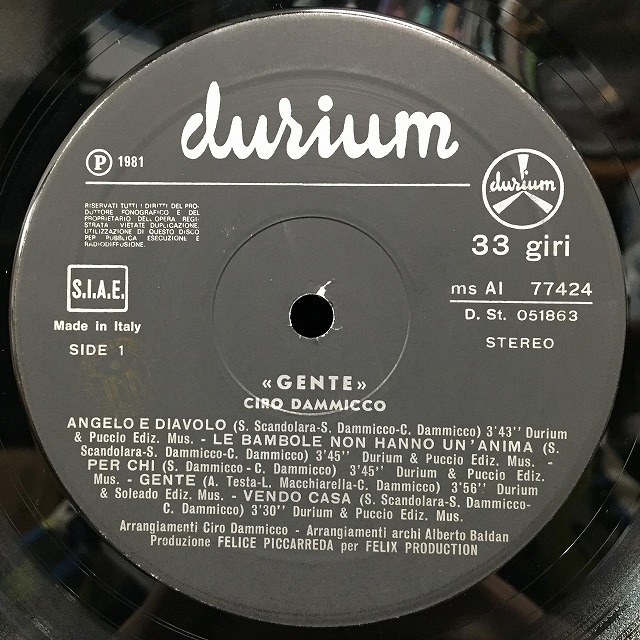 durium
P 1981
RISERVATI TUTTI I DIRITTI DEL PRO-
DUTTORE FONOGRAFICO E DEL
PROPRIETARIO DELL'OPERA REGI-
STRATA VIETATE DUPLICAZIONE
UTILIZZAZIONE DI QUESTO DISCO
PER PUBBLICA ESECUZIONE E
RADIODIFFUSIONE.
durium
33 giri
S.I.A.E.
Made in Italy
SIDE 1
ms AI 77424
D. St. 051863
STEREO
«GENTE»
CIRO DAMMICCO
ANGELO E DIAVOLO (S. Scandolara-S. Dammicco-C. Dammicco) 3'43" Durium
& Puccio Ediz. Mus. - LE BAMBOLE NON HANNO UN'ANIMA (S.
Scandolara-S. Dammicco-C. Dammicco) 3'45" Durium & Puccio Ediz. Mus. -
PER CHI (S. Dammicco - C. Dammicco) 3'45" Durium & Puccio Ediz.
Mus. - GENTE (A. Testa-L. Macchiarella-C. Dammicco) 3'56" Durium
& Soleado Ediz. Mus. - VENDO CASA (S. Scandolara-S. Dammicco-
C. Dammicco) 3'30" Durium & Puccio Ediz. Mus.
Arrangiamenti Ciro Dammicco - Arrangiamenti archi Alberto Baldan
Produzione FELICE PICCARREDA per FELIX PRODUCTION